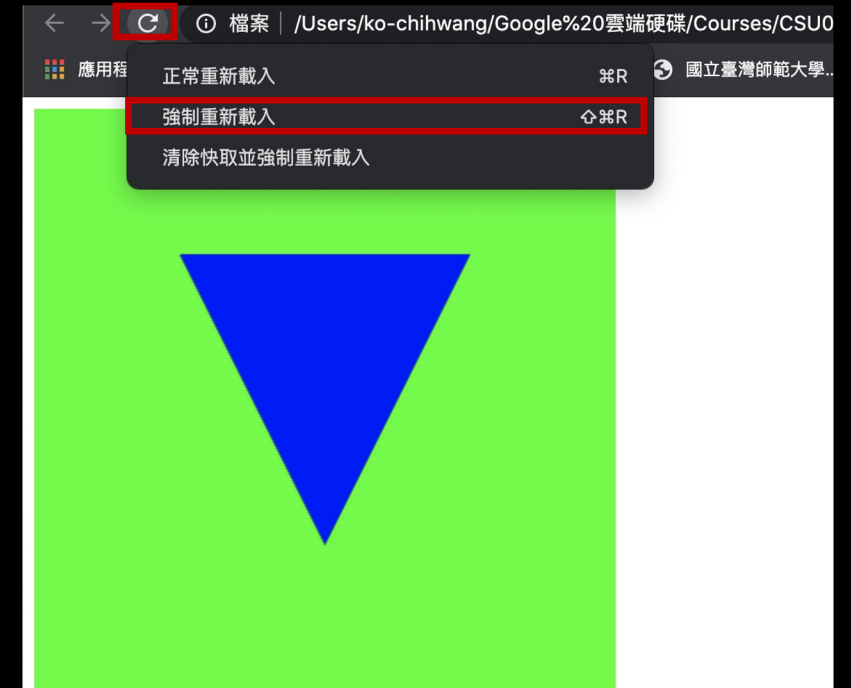 檔案 /Users/ko-chihwang/Google%20雲端硬碟/Courses/CSU0
應用程 國立臺灣師範大學...
正常重新載入 ⌘R
強制重新載入 ⇧⌘R
清除快取並強制重新載入